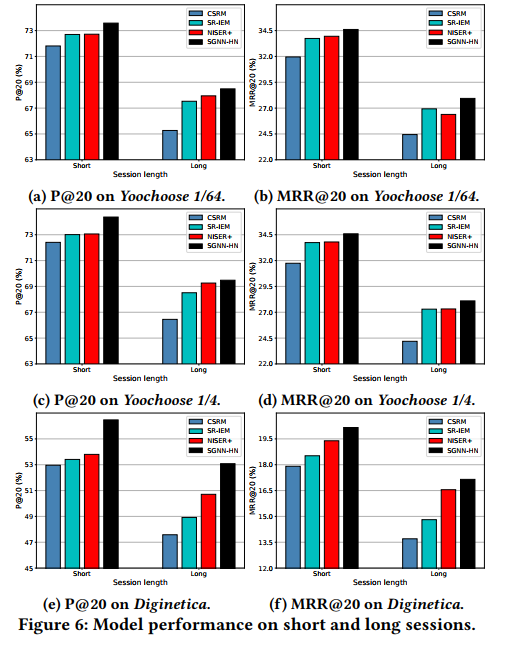 CSRM
SR-IEM
NISER+
SGNN-HN
73
71
69
67
65
63
P@20 (%)
Short
Long
Session length
(a) P@20 on Yoochoose 1/64.
CSRM
SR-IEM
NISER+
SGNN-HN
34.5
32.0
29.5
27.0
24.5
22.0
MRR@20 (%)
Short
Long
Session length
(b) MRR@20 on Yoochoose 1/64.
CSRM
SR-IEM
NISER+
SGNN-HN
73
71
69
67
65
63
P@20 (%)
Short
Long
Session length
(c) P@20 on Yoochoose 1/4.
CSRM
SR-IEM
NISER+
SGNN-HN
34.5
32.0
29.5
27.0
24.5
22.0
MRR@20 (%)
Short
Long
Session length
(d) MRR@20 on Yoochoose 1/4.
CSRM
SR-IEM
NISER+
SGNN-HN
55
53
51
49
47
45
P@20 (%)
Short
Long
Session length
(e) P@20 on Diginetica.
CSRM
SR-IEM
NISER+
SGNN-HN
19.5
18.0
16.5
15.0
13.5
12.0
MRR@20 (%)
Short
Long
Session length
(f) MRR@20 on Diginetica.
Figure 6: Model performance on short and long sessions.